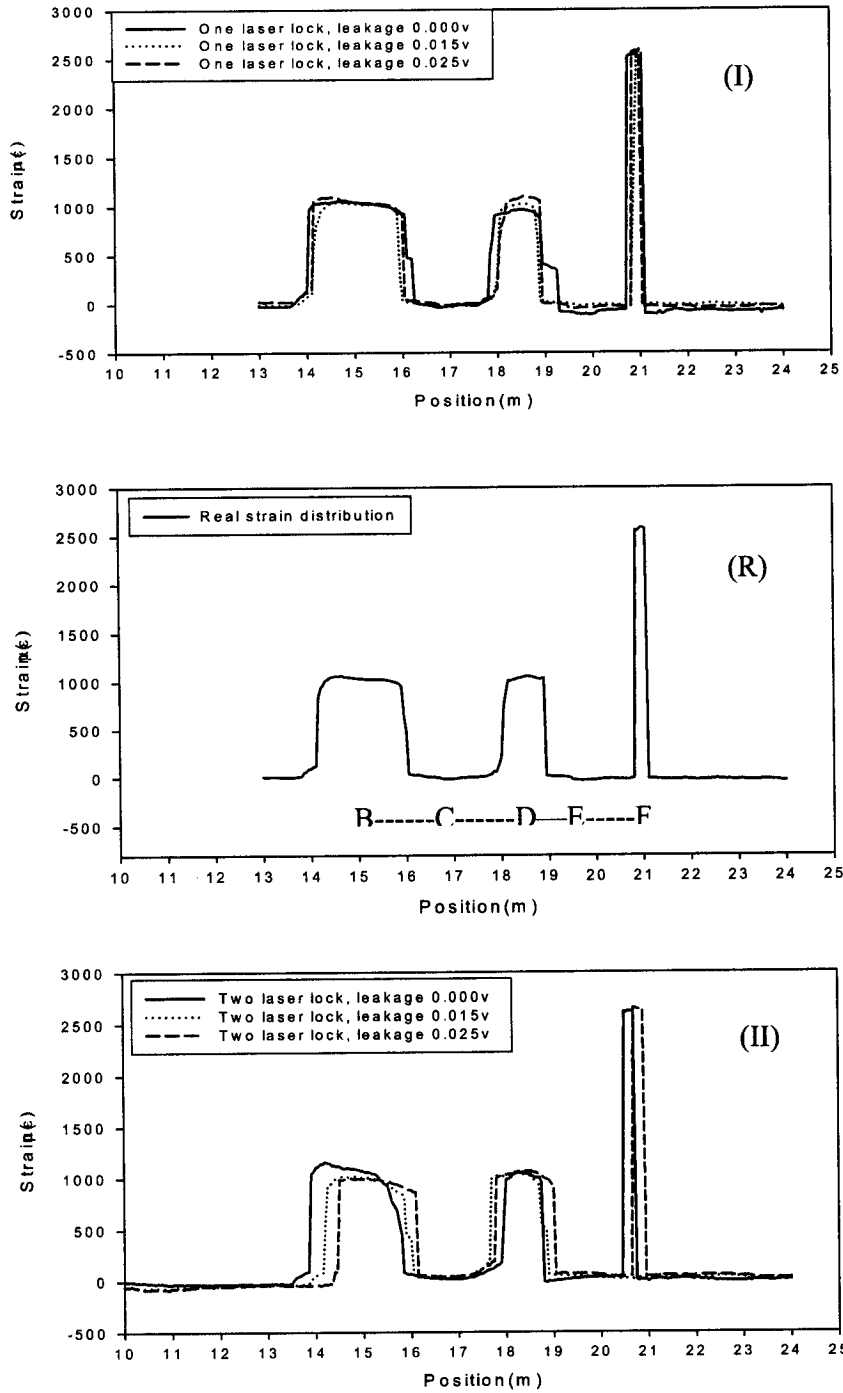 3000
2500
2000
1500
1000
500
0
-500
One laser lock, leakage 0.000v
One laser lock, leakage 0.015v
One laser lock, leakage 0.025v
(I)
10 11 12 13 14 15 16 17 18 19 20 21 22 23 24 25
Position(m)
3000
2500
2000
1500
1000
500
0
-500
Real strain distribution
(R)
B------C------D——E-----F
10 11 12 13 14 15 16 17 18 19 20 21 22 23 24 25
Position(m)
3000
2500
2000
1500
1000
500
0
-500
Two laser lock, leakage 0.000v
Two laser lock, leakage 0.015v
Two laser lock, leakage 0.025v
(II)
10 11 12 13 14 15 16 17 18 19 20 21 22 23 24 25
Position(m)